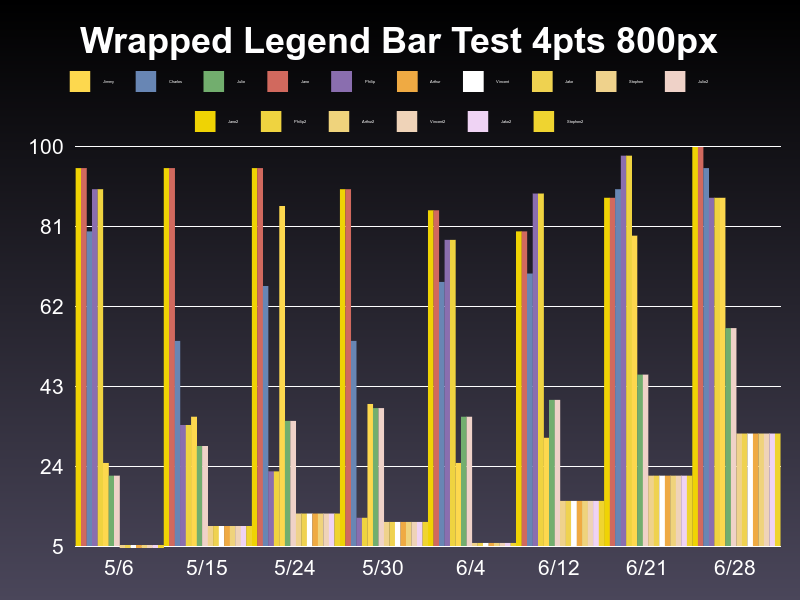 Wrapped Legend Bar Test 4pts 800px
Jimmy Charles Julie Jane Philip Arthur Vincent Jake Stephen Julie2
Jane2 Philip2 Arthur2 Vincent2 Jake2 Stephen2
100
81
62
43
24
5
5/6 5/15 5/24 5/30 6/4 6/12 6/21 6/28